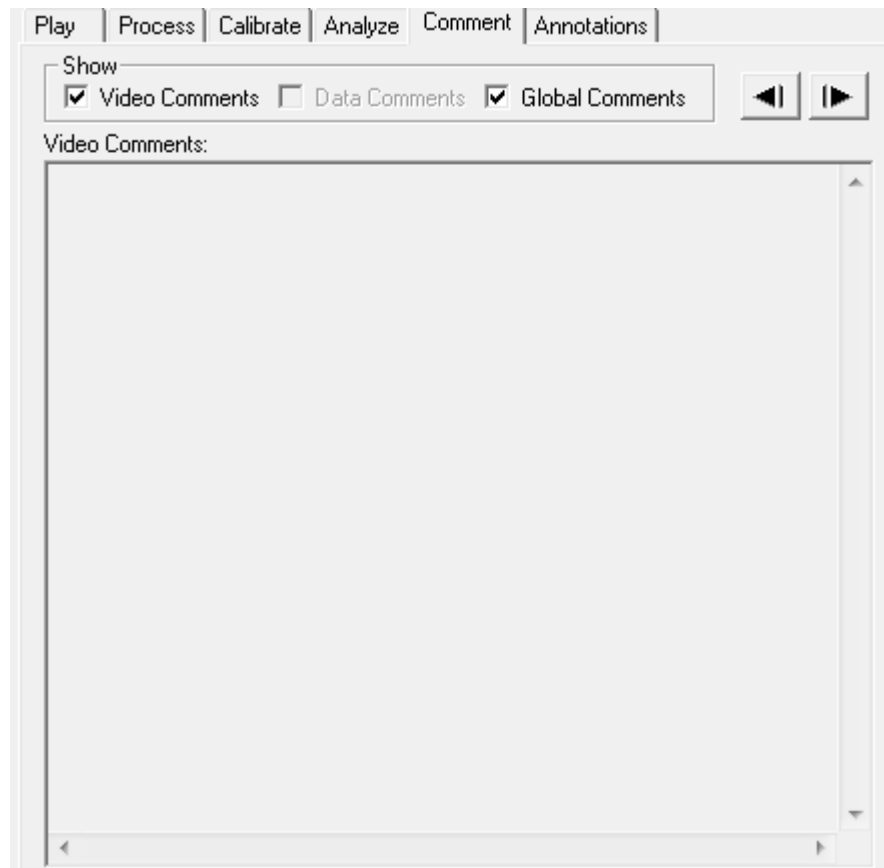 Play Process Calibrate Analyze Comment Annotations
Show
Video Comments Data Comments Global Comments
Video Comments: